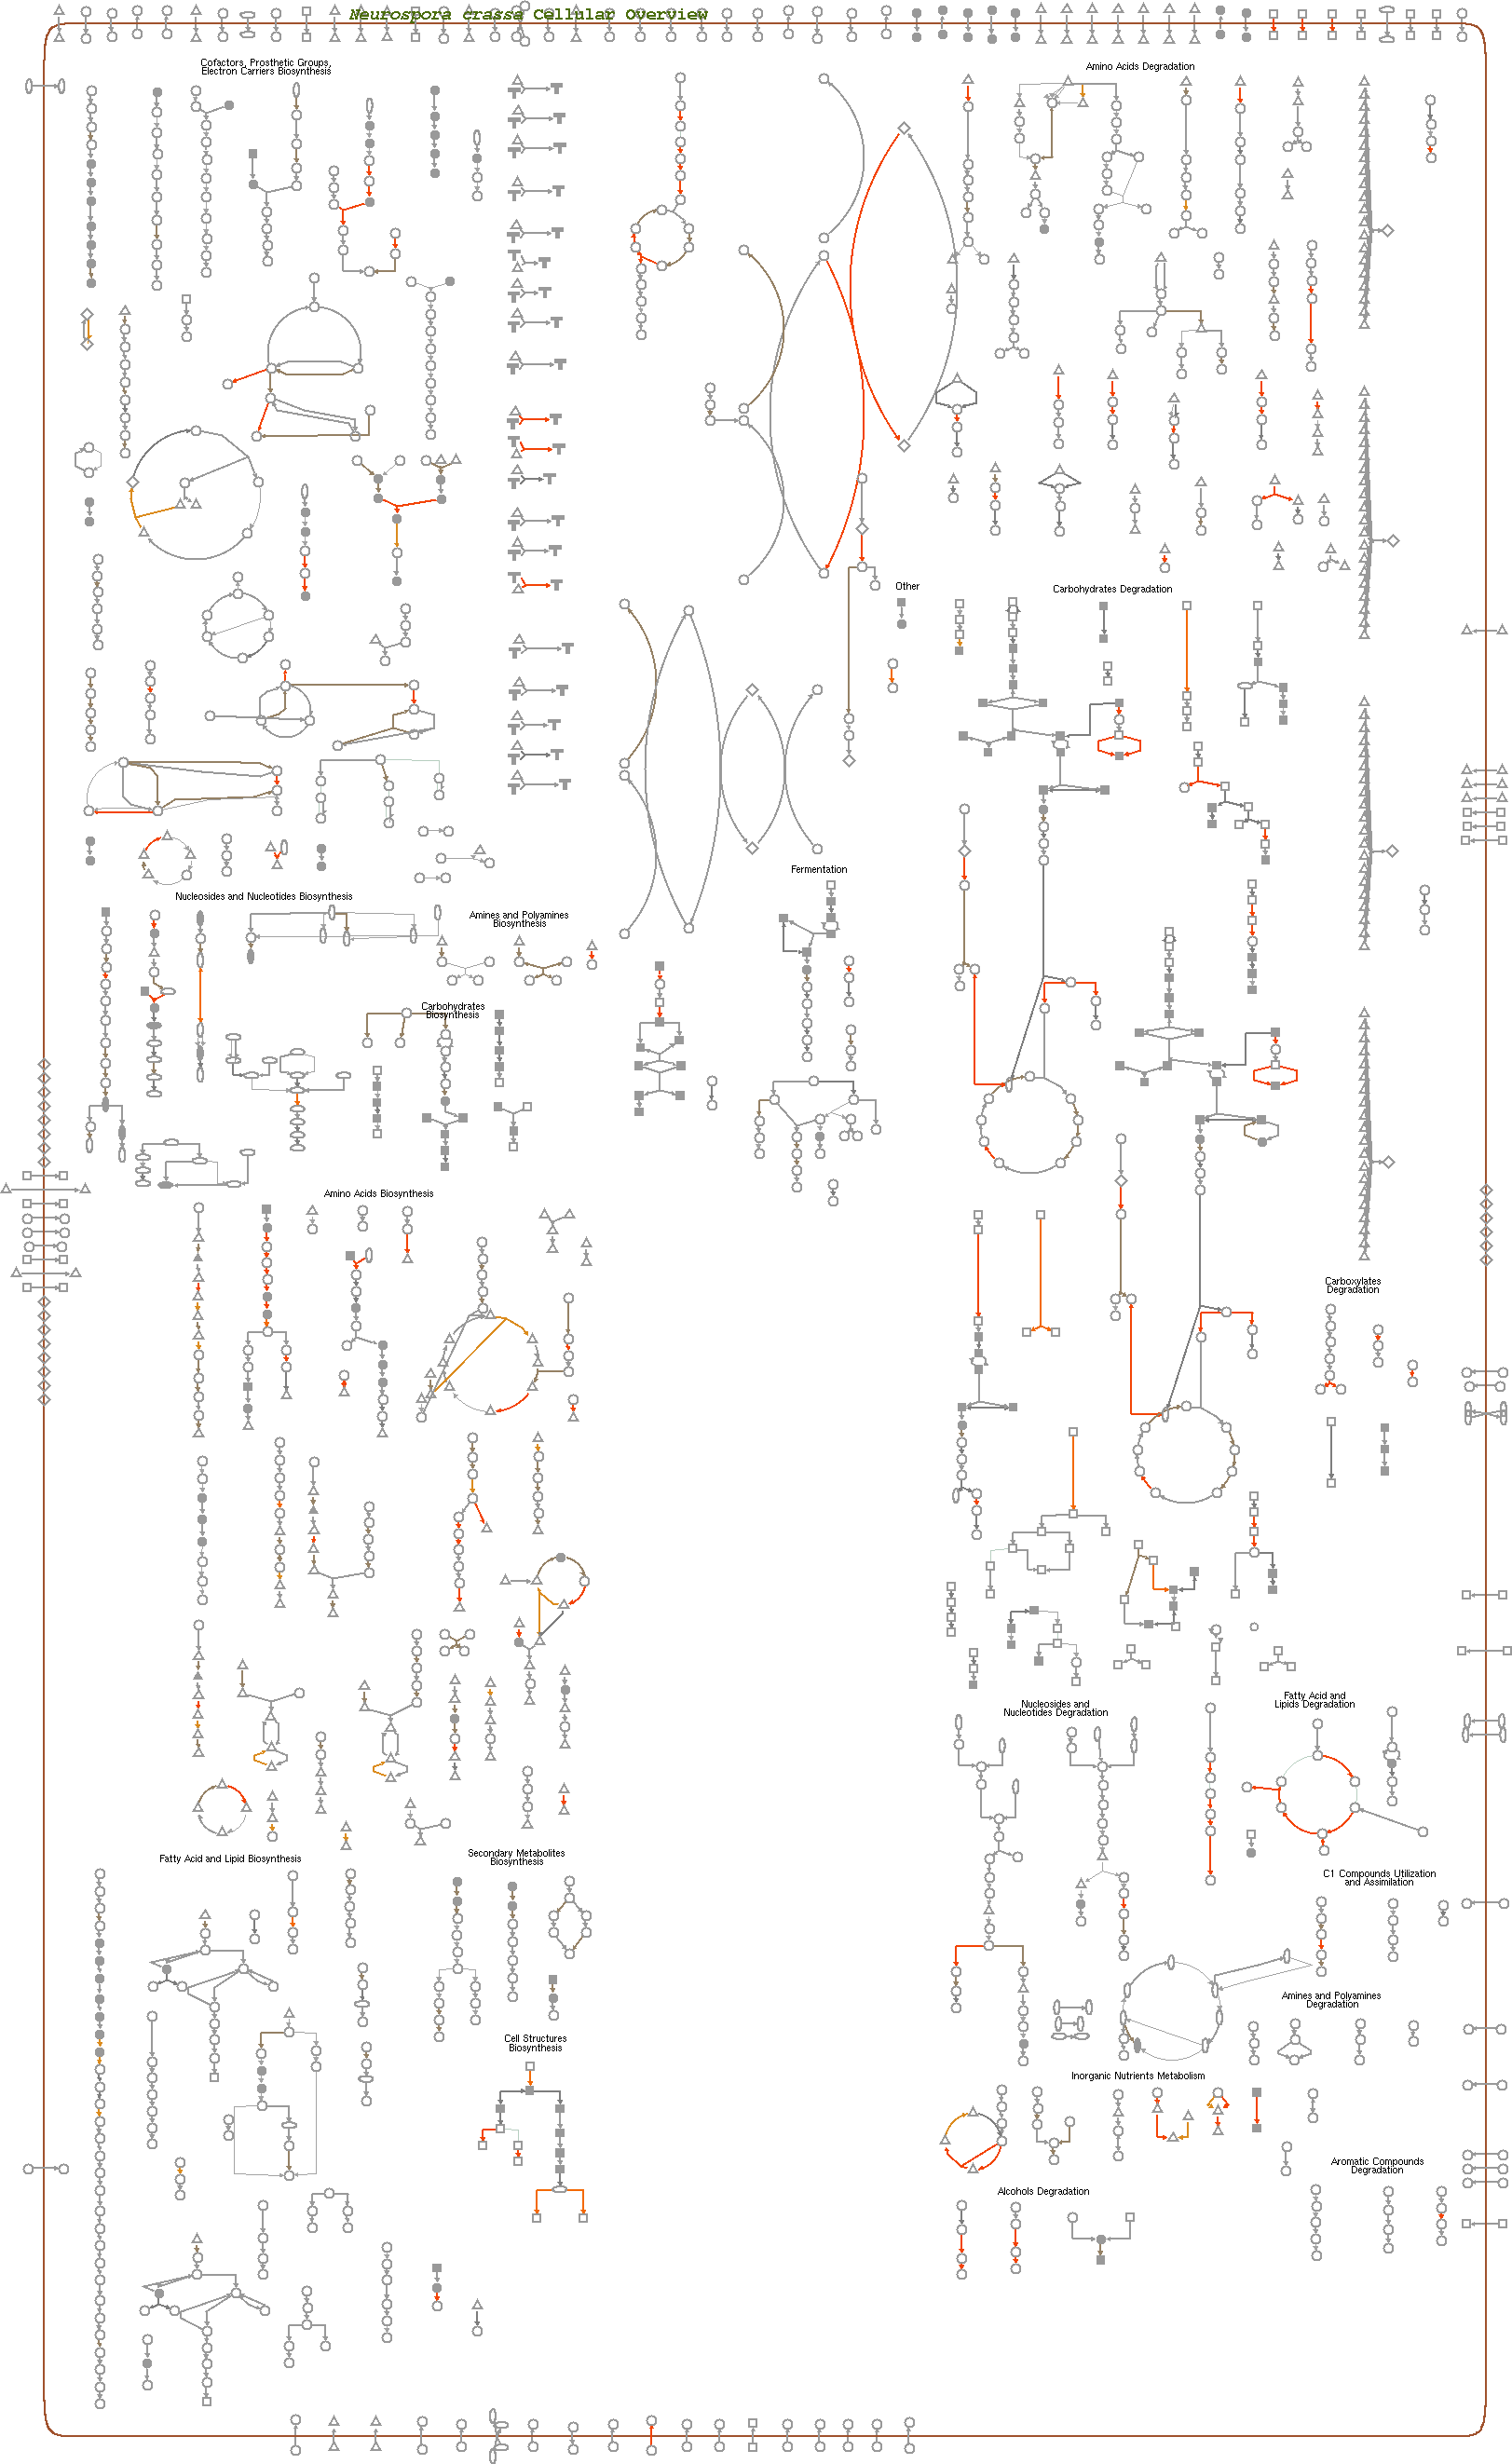 Neurospora crassa Cellular Overview
Cofactors, Prosthetic Groups,
Electron Carriers Biosynthesis
Amino Acids Degradation
Other
Carbohydrates Degradation
Fermentation
Nucleosides and Nucleotides Biosynthesis
Amines and Polyamines
Biosynthesis
Carbohydrates
Biosynthesis
Amino Acids Biosynthesis
Carboxylates
Degradation
Nucleosides and
Nucleotides Degradation
Fatty Acid and
Lipids Degradation
Fatty Acid and Lipid Biosynthesis
Secondary Metabolites
Biosynthesis
C1 Compounds Utilization
and Assimilation
Amines and Polyamines
Degradation
Cell Structures
Biosynthesis
Inorganic Nutrients Metabolism
Aromatic Compounds
Degradation
Alcohols Degradation